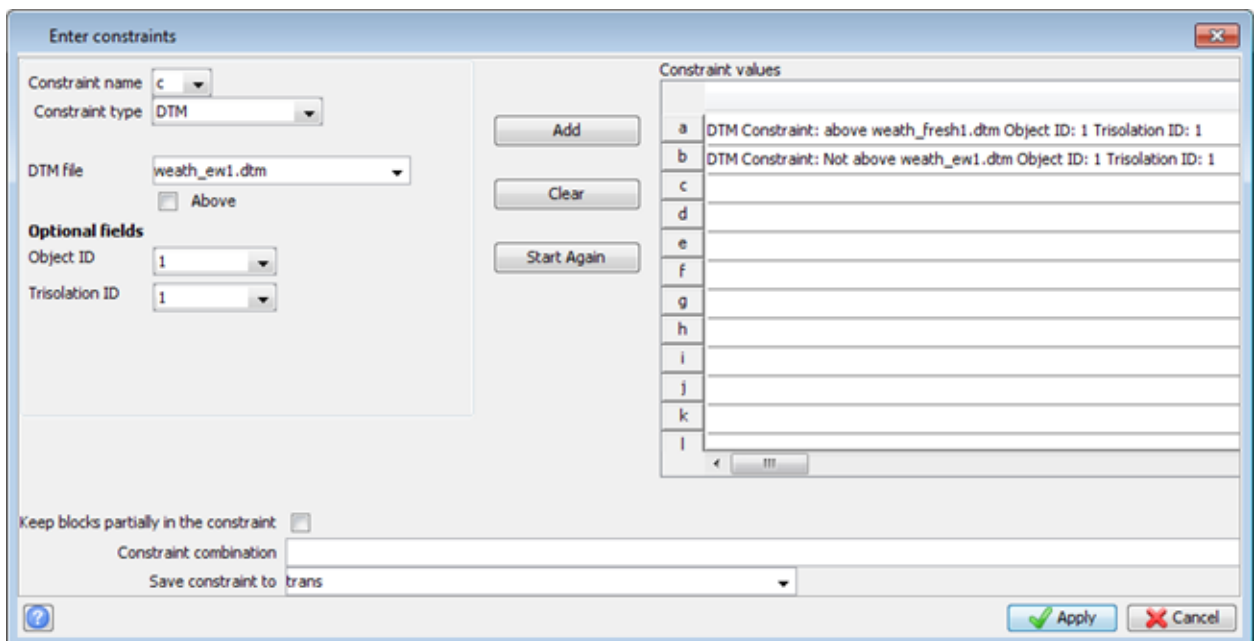 Enter constraints
Constraint name c
Constraint type DTM
DTM file weath_ew1.dtm
Above
Optional fields
Object ID 1
Trisolation ID 1
Add
Clear
Start Again
Constraint values
a DTM Constraint: above weath_fresh1.dtm Object ID: 1 Trisolation ID: 1
b DTM Constraint: Not above weath_ew1.dtm Object ID: 1 Trisolation ID: 1
c
d
e
f
g
h
i
j
k
l
Keep blocks partially in the constraint
Constraint combination
Save constraint to trans
? Apply Cancel